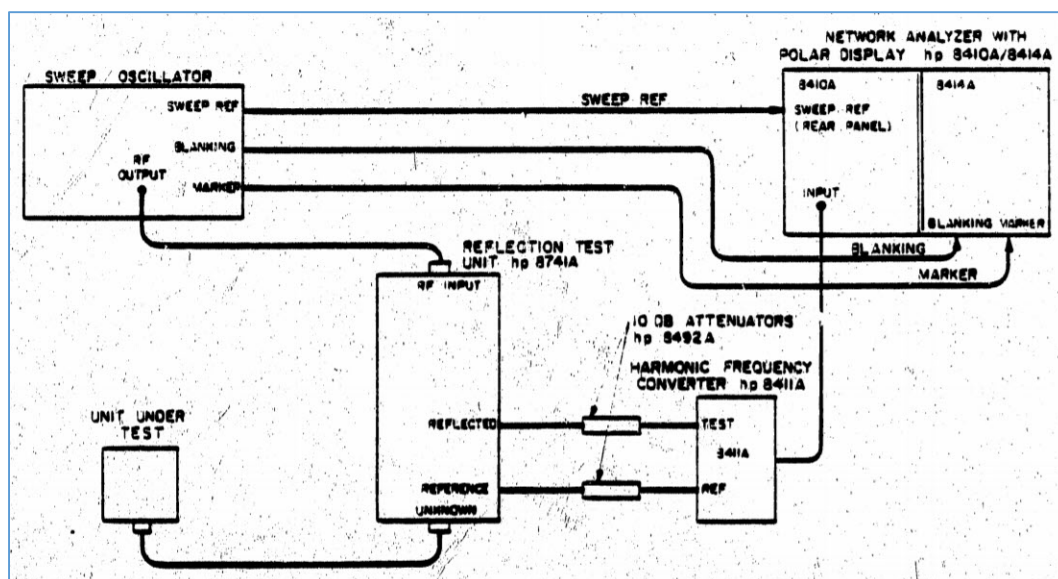 NETWORK ANALYZER WITH
POLAR DISPLAY hp 8410A/8414A
SWEEP OSCILLATOR
SWEEP REF
BLANKING
RF
OUTPUT
MARKER
SWEEP REF
8410A
SWEEP REF
(REAR PANEL)
INPUT
8414A
BLANKING MARKER
BLANKING
MARKER
REFLECTION TEST
UNIT hp 8741A
RF INPUT
10 DB ATTENUATORS
hp 8492A
HARMONIC FREQUENCY
CONVERTER hp 8411A
UNIT UNDER
TEST
REFLECTED
TEST
8411A
REFERENCE
REF
UNKNOWN